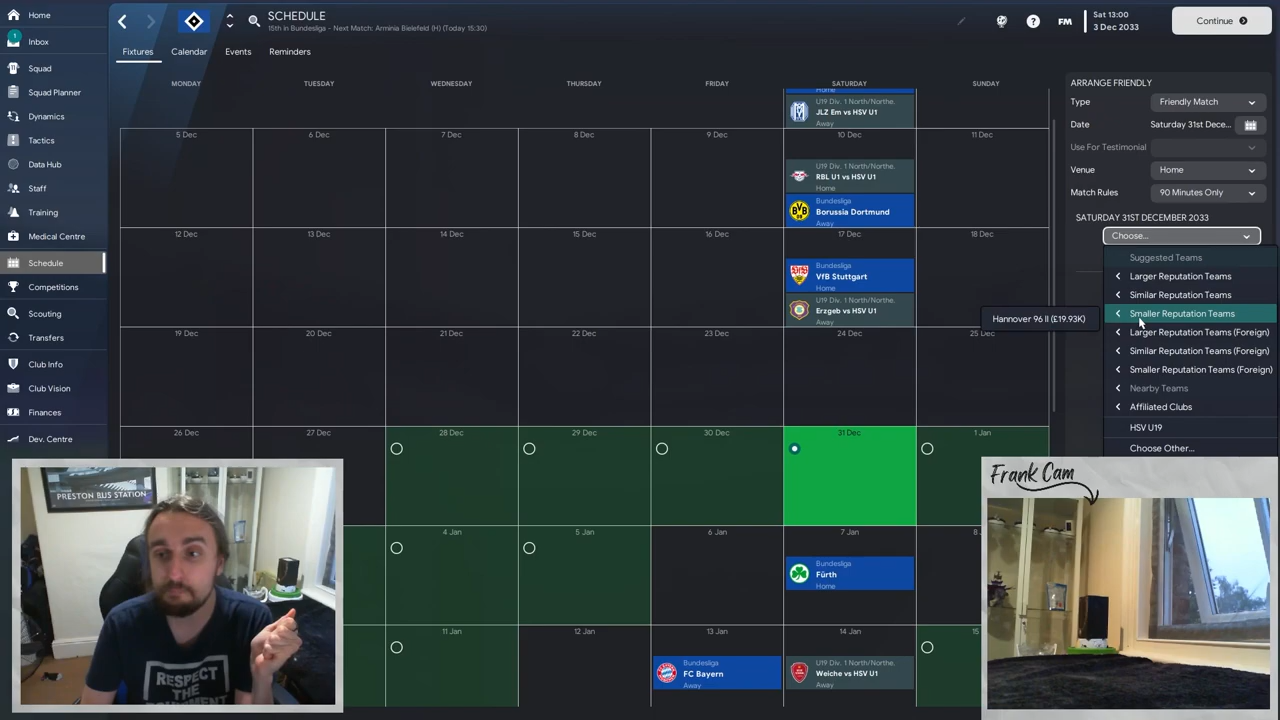 Home
1
Inbox
Squad
Squad Planner
Dynamics
Tactics
Data Hub
Staff
Training
Medical Centre
Schedule
Competitions
Scouting
Transfers
Club Info
Club Vision
Finances
Dev. Centre
SCHEDULE
15th in Bundesliga - Next Match: Arminia Bielefeld (H) (Today 15:30)
?
FM
Sat 13:00
3 Dec 2033
Continue
Fixtures
Calendar
Events
Reminders
MONDAY
TUESDAY
WEDNESDAY
THURSDAY
FRIDAY
SATURDAY
SUNDAY
Home
U19 Div. 1 North/Northe.
JLZ Em vs HSV U1
Away
5 Dec
6 Dec
7 Dec
8 Dec
9 Dec
10 Dec
11 Dec
U19 Div. 1 North/Northe.
RBL U1 vs HSV U1
Home
BVB
09
Bundesliga
Borussia Dortmund
Away
12 Dec
13 Dec
14 Dec
15 Dec
16 Dec
17 Dec
18 Dec
Bundesliga
VfB Stuttgart
Home
U19 Div. 1 North/Northe.
Erzgeb vs HSV U1
Away
19 Dec
20 Dec
21 Dec
22 Dec
23 Dec
24 Dec
25 Dec
26 Dec
27 Dec
28 Dec
29 Dec
30 Dec
31 Dec
1 Jan
4 Jan
5 Jan
6 Jan
7 Jan
8
Bundesliga
Fürth
Home
11 Jan
12 Jan
13 Jan
14 Jan
15
Bundesliga
FC Bayern
Away
U19 Div. 1 North/Northe.
Weiche vs HSV U1
Away
ARRANGE FRIENDLY
Type
Friendly Match
Date
Saturday 31st Dece...
Use For Testimonial
Venue
Home
Match Rules
90 Minutes Only
SATURDAY 31ST DECEMBER 2033
Choose...
Suggested Teams
Larger Reputation Teams
Similar Reputation Teams
Smaller Reputation Teams
Larger Reputation Teams (Foreign)
Similar Reputation Teams (Foreign)
Smaller Reputation Teams (Foreign)
Nearby Teams
Affiliated Clubs
HSV U19
Choose Other...
Hannover 96 II (£19.93K)
PRESTON BUS STATION
RESPECT
THE
Frank Cam